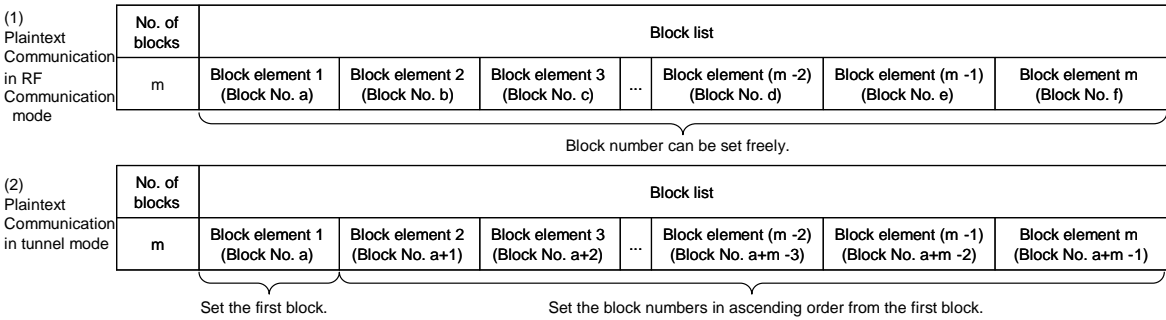 (1)
Plaintext
Communication
in RF
Communication
mode
No. of
blocks
Block list
m
Block element 1
(Block No. a)
Block element 2
(Block No. b)
Block element 3
(Block No. c)
...
Block element (m -2)
(Block No. d)
Block element (m -1)
(Block No. e)
Block element m
(Block No. f)
Block number can be set freely.
(2)
Plaintext
Communication
in tunnel mode
No. of
blocks
Block list
m
Block element 1
(Block No. a)
Block element 2
(Block No. a+1)
Block element 3
(Block No. a+2)
...
Block element (m -2)
(Block No. a+m -3)
Block element (m -1)
(Block No. a+m -2)
Block element m
(Block No. a+m -1)
Set the first block.
Set the block numbers in ascending order from the first block.